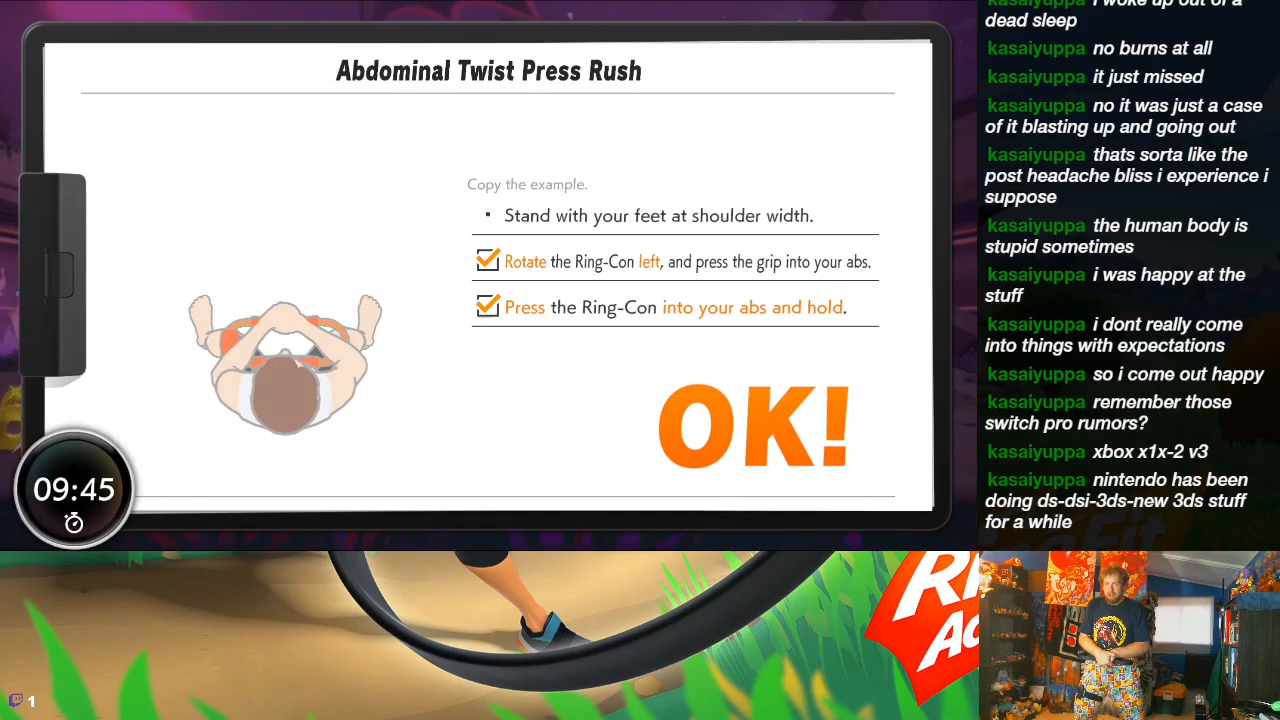 Abdominal Twist Press Rush
Copy the example.
• Stand with your feet at shoulder width.
Rotate the Ring-Con left, and press the grip into your abs.
Press the Ring-Con into your abs and hold.
OK!
09:45
1
dead sleep
kasaiyuppa no burns at all
kasaiyuppa it just missed
kasaiyuppa no it was just a case
of it blasting up and going out
kasaiyuppa thats sorta like the
post headache bliss i experience i
suppose
kasaiyuppa the human body is
stupid sometimes
kasaiyuppa i was happy at the
stuff
kasaiyuppa i dont really come
into things with expectations
kasaiyuppa so i come out happy
kasaiyuppa remember those
switch pro rumors?
kasaiyuppa xbox x1x-2 v3
kasaiyuppa nintendo has been
doing ds-dsi-3ds-new 3ds stuff
for a while